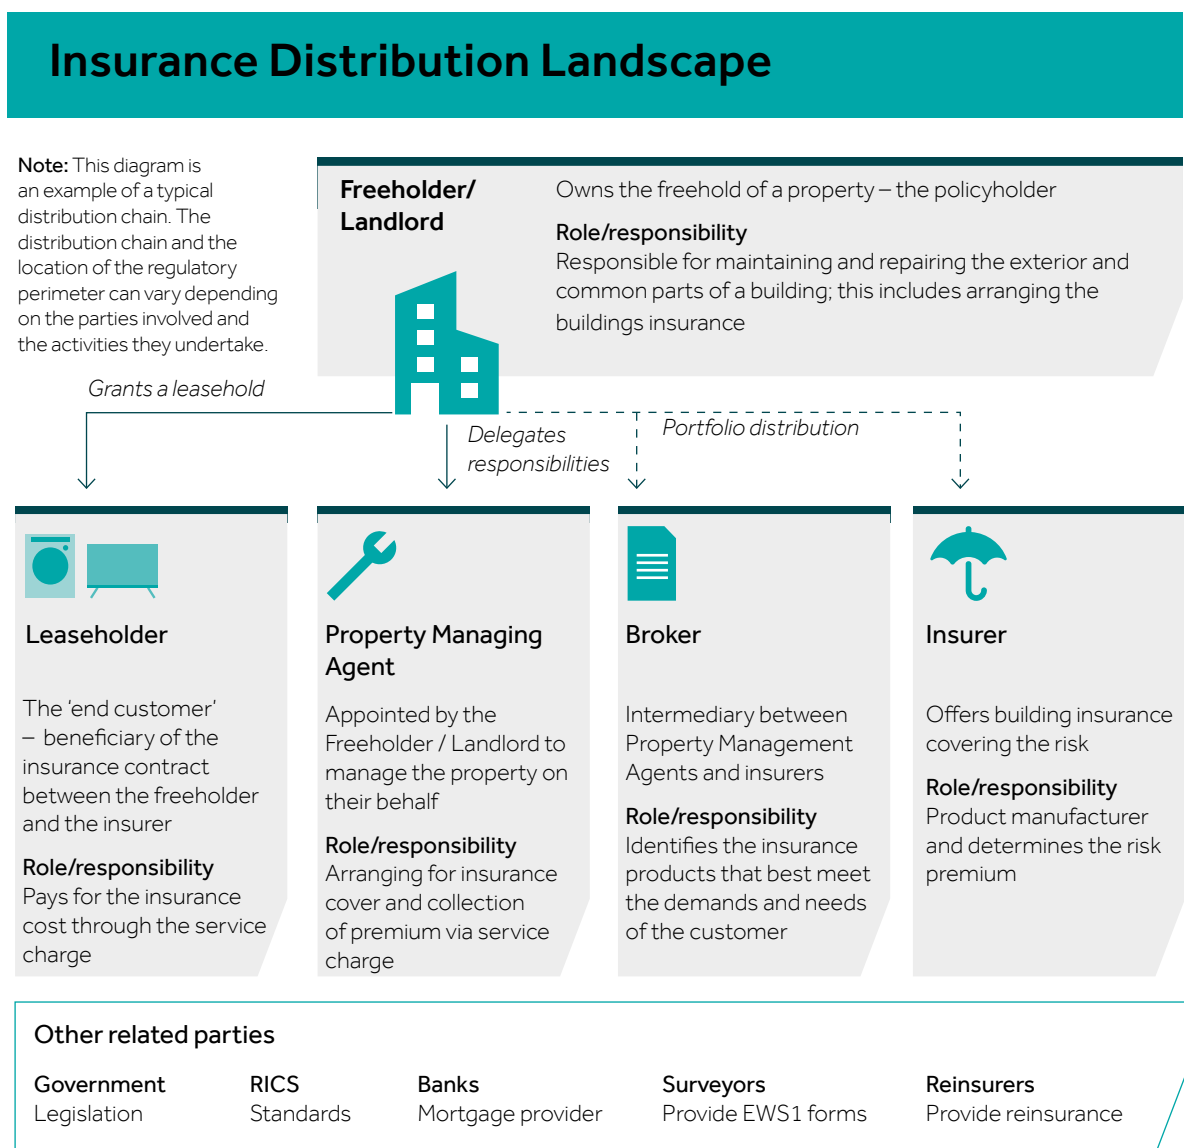 Insurance Distribution Landscape
Note: This diagram is
an example of a typical
distribution chain. The
distribution chain and the
location of the regulatory
perimeter can vary depending
on the parties involved and
the activities they undertake.
Freeholder/
Landlord
Owns the freehold of a property – the policyholder
Role/responsibility
Responsible for maintaining and repairing the exterior and
common parts of a building; this includes arranging the
buildings insurance
Grants a leasehold
Delegates
responsibilities
Portfolio distribution
Leaseholder
The ‘end customer’
– beneficiary of the
insurance contract
between the freeholder
and the insurer
Role/responsibility
Pays for the insurance
cost through the service
charge
Property Managing
Agent
Appointed by the
Freeholder / Landlord to
manage the property on
their behalf
Role/responsibility
Arranging for insurance
cover and collection
of premium via service
charge
Broker
Intermediary between
Property Management
Agents and insurers
Role/responsibility
Identifies the insurance
products that best meet
the demands and needs
of the customer
Insurer
Offers building insurance
covering the risk
Role/responsibility
Product manufacturer
and determines the risk
premium
Other related parties
Government
Legislation
RICS
Standards
Banks
Mortgage provider
Surveyors
Provide EWS1 forms
Reinsurers
Provide reinsurance